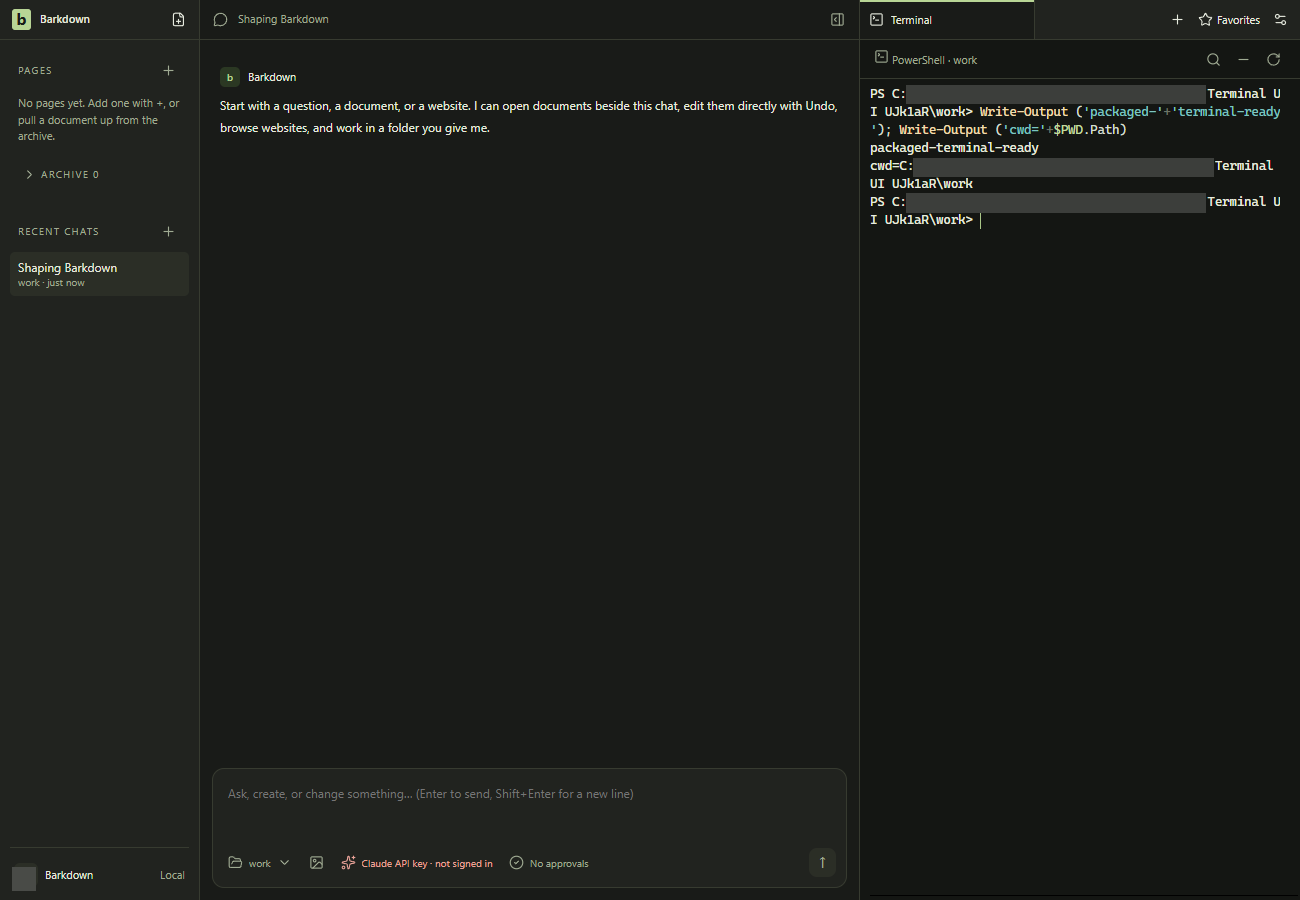 b Barkdown
PAGES
No pages yet. Add one with +, or
pull a document up from the
archive.
ARCHIVE 0
RECENT CHATS
Shaping Barkdown
work · just now
Barkdown Local
Shaping Barkdown
b Barkdown
Start with a question, a document, or a website. I can open documents beside this chat, edit them directly with Undo,
browse websites, and work in a folder you give me.
Ask, create, or change something... (Enter to send, Shift+Enter for a new line)
work Claude API key · not signed in No approvals
Terminal Favorites
PowerShell · work
PS C: Terminal U
I UJk1aR\work> Write-Output ('packaged-'+'terminal-ready
'); Write-Output ('cwd='+$PWD.Path)
packaged-terminal-ready
cwd=C: Terminal
UI UJk1aR\work
PS C: Terminal U
I UJk1aR\work>